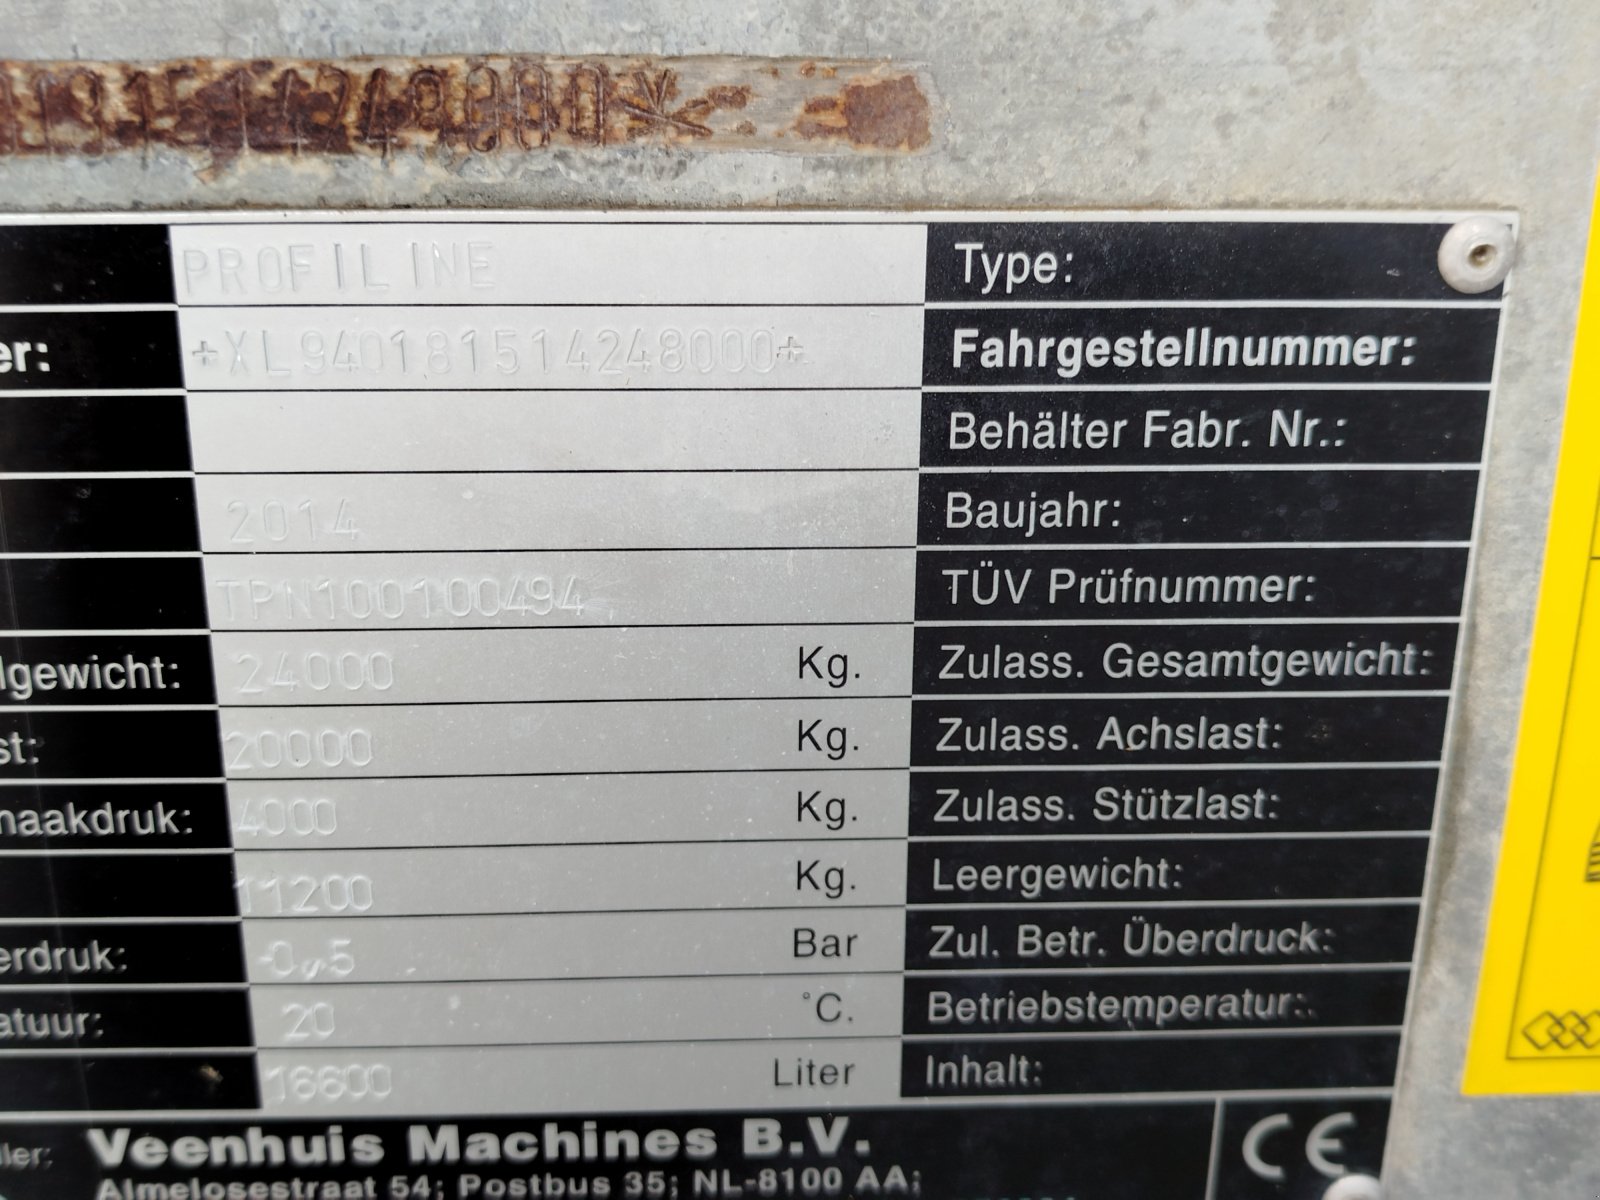 1514248000*
PROFILINE Type:
er: *XL940181514248000* Fahrgestellnummer:
Behälter Fabr. Nr.:
2014 Baujahr:
TPN100100494 TÜV Prüfnummer:
lgewicht: 24000 Kg. Zulass. Gesamtgewicht:
st: 20000 Kg. Zulass. Achslast:
naakdruk: 4000 Kg. Zulass. Stützlast:
11200 Kg. Leergewicht:
erdruk: -0,5 Bar Zul. Betr. Überdruck:
atuur: 20 °C. Betriebstemperatur:
16600 Liter Inhalt:
ller: Veenhuis Machines B.V. CE
Almelosestraat 54; Postbus 35; NL-8100 AA;